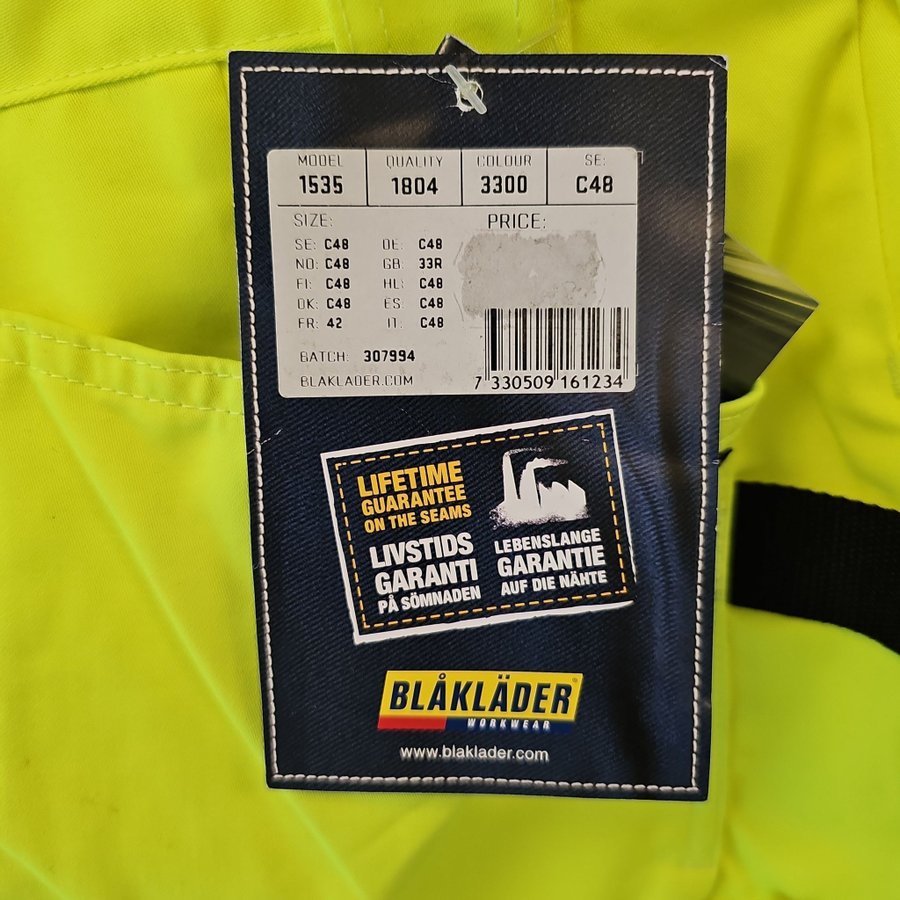 MODEL QUALITY COLOUR SE:
1535 1804 3300 C48
SIZE: PRICE:
SE: C48 DE: C48
NO: C48 GB: 33R
FI: C48 NL: C48
DK: C48 ES: C48
FR: 42 IT: C48
BATCH: 307994
BLAKLADER.COM
7 330509 161234
LIFETIME
GUARANTEE
ON THE SEAMS
LIVSTIDS
GARANTI
PÅ SÖMNADEN
LEBENSLANGE
GARANTIE
AUF DIE NÄHTE
BLÅKLÄDER®
WORKWEAR
www.blaklader.com